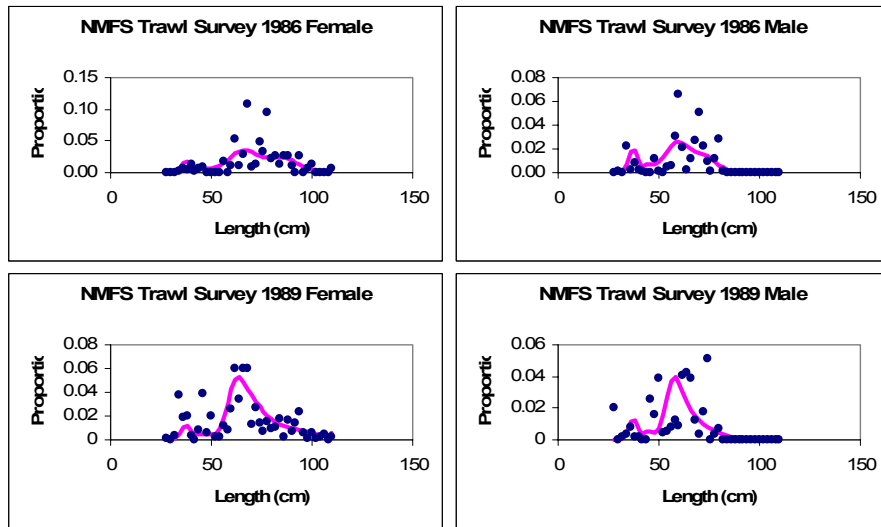 NMFS Trawl Survey 1986 Female
0.15
0.10
0.05
0.00
Proportic
0 50 100 150
Length (cm)
NMFS Trawl Survey 1986 Male
0.08
0.06
0.04
0.02
0.00
Proportic
0 50 100 150
Length (cm)
NMFS Trawl Survey 1989 Female
0.08
0.06
0.04
0.02
0
Proportic
0 50 100 150
Length (cm)
NMFS Trawl Survey 1989 Male
0.06
0.04
0.02
0
Proportic
0 50 100 150
Length (cm)